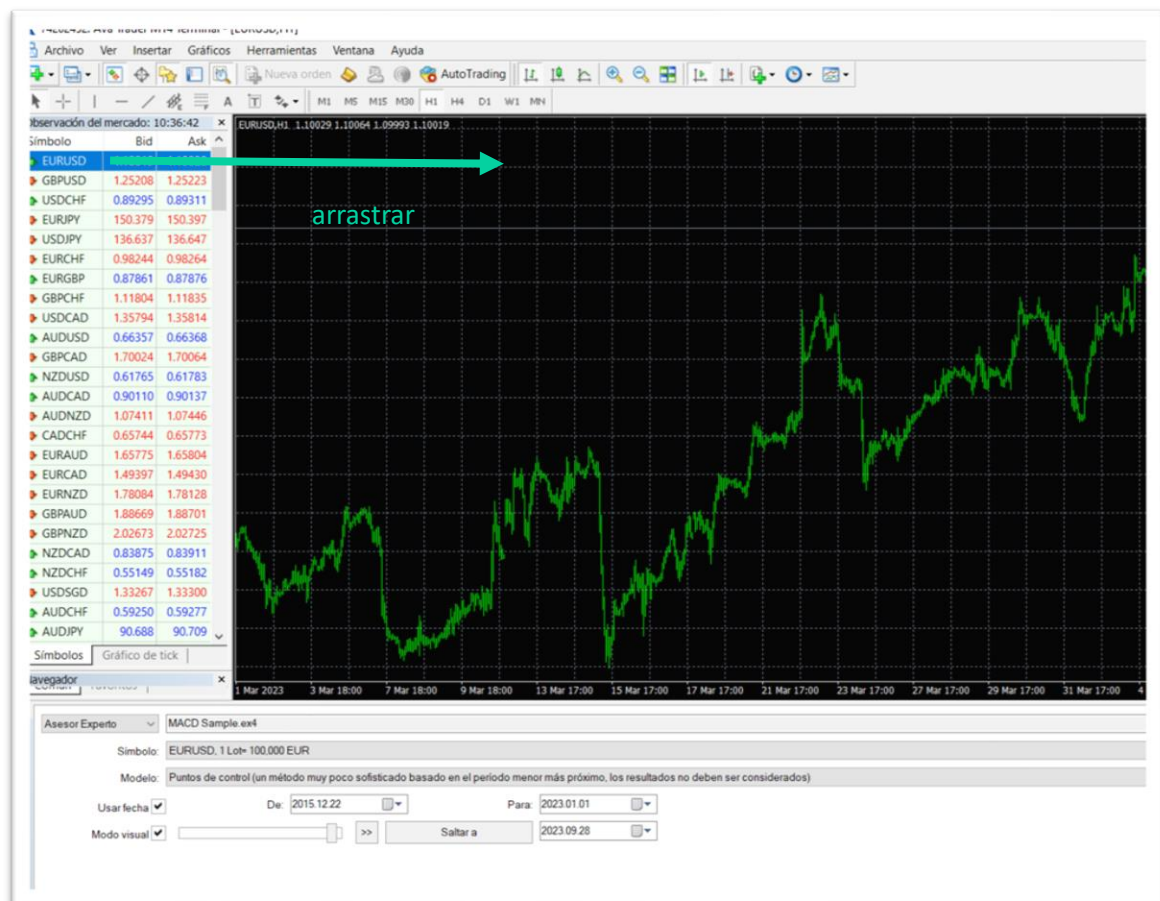 Archivo Ver Insertar Gráficos Herramientas Ventana Ayuda
Nueva orden AutoTrading
A T M1 M5 M15 M30 H1 H4 D1 W1 MN
Observación del mercado: 10:36:42
Símbolo Bid Ask
EURUSD
GBPUSD 1.25208 1.25223
USDCHF 0.89295 0.89311
EURJPY 150.379 150.397
USDJPY 136.637 136.647
EURCHF 0.98244 0.98264
EURGBP 0.87861 0.87876
GBPCHF 1.11804 1.11835
USDCAD 1.35794 1.35814
AUDUSD 0.66357 0.66368
GBPCAD 1.70024 1.70064
NZDUSD 0.61765 0.61783
AUDCAD 0.90110 0.90137
AUDNZD 1.07411 1.07446
CADCHF 0.65744 0.65773
EURAUD 1.65775 1.65804
EURCAD 1.49397 1.49430
EURNZD 1.78084 1.78128
GBPAUD 1.88669 1.88701
GBPNZD 2.02673 2.02725
NZDCAD 0.83875 0.83911
NZDCHF 0.55149 0.55182
USDSGD 1.33267 1.33300
AUDCHF 0.59250 0.59277
AUDJPY 90.688 90.709
Símbolos Gráfico de tick
EURUSD,H1 1.10029 1.10064 1.09993 1.10019
arrastrar
1 Mar 2023 3 Mar 18:00 7 Mar 18:00 9 Mar 18:00 13 Mar 17:00 15 Mar 17:00 17 Mar 17:00 21 Mar 17:00 23 Mar 17:00 27 Mar 17:00 29 Mar 17:00 31 Mar 17:00 4
Navegador
Asesor Experto MACD Sample.ex4
Símbolo: EURUSD, 1 Lot= 100,000 EUR
Modelo: Puntos de control (un método muy poco sofisticado basado en el período menor más próximo, los resultados no deben ser considerados)
Usar fecha De: 2015.12.22 Para: 2023.01.01
Modo visual >> Saltar a 2023.09.28